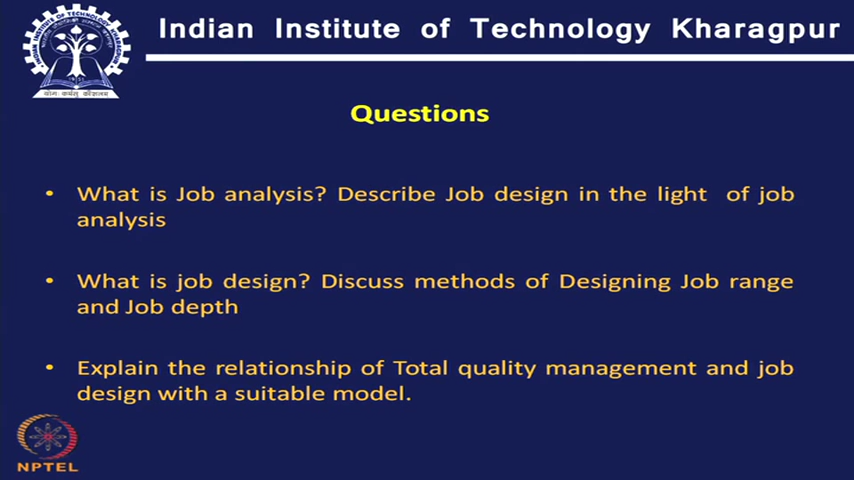 Indian Institute of Technology Kharagpur
Questions
• What is Job analysis? Describe Job design in the light of job
analysis
• What is job design? Discuss methods of Designing Job range
and Job depth
• Explain the relationship of Total quality management and job
design with a suitable model.
NPTEL